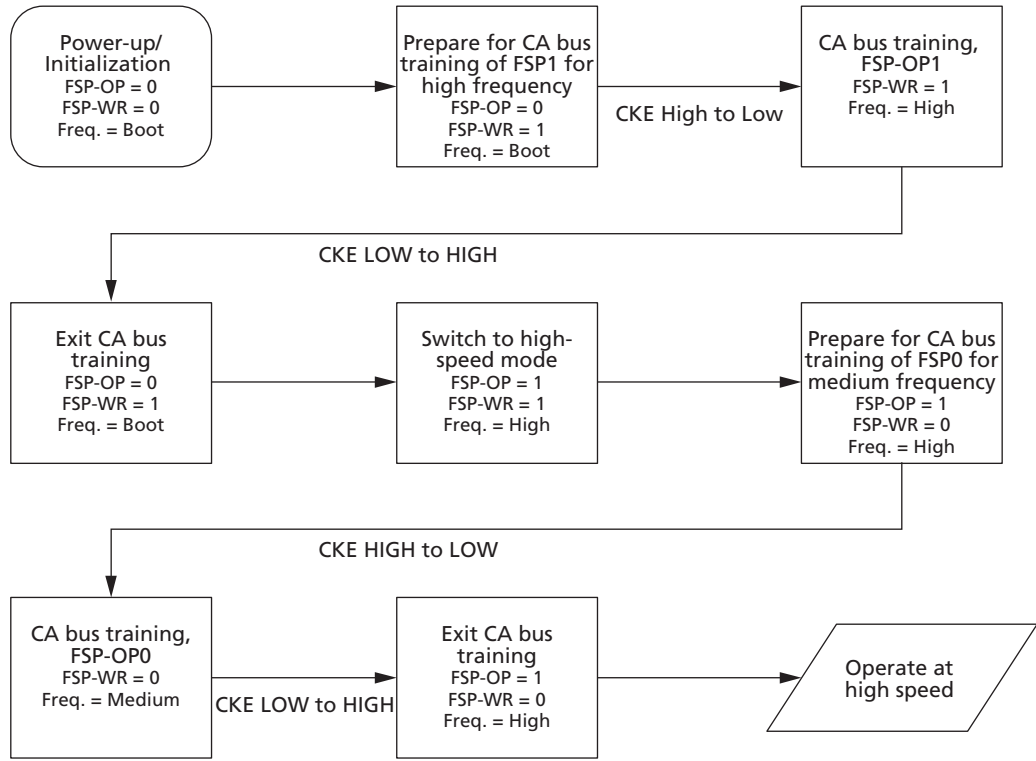 Power-up/
Initialization
FSP-OP = 0
FSP-WR = 0
Freq. = Boot
Prepare for CA bus
training of FSP1 for
high frequency
FSP-OP = 0
FSP-WR = 1
Freq. = Boot
CKE High to Low
CA bus training,
FSP-OP1
FSP-WR = 1
Freq. = High
CKE LOW to HIGH
Exit CA bus
training
FSP-OP = 0
FSP-WR = 1
Freq. = Boot
Switch to high-
speed mode
FSP-OP = 1
FSP-WR = 1
Freq. = High
Prepare for CA bus
training of FSP0 for
medium frequency
FSP-OP = 1
FSP-WR = 0
Freq. = High
CKE HIGH to LOW
CA bus training,
FSP-OP0
FSP-WR = 0
Freq. = Medium
CKE LOW to HIGH
Exit CA bus
training
FSP-OP = 1
FSP-WR = 0
Freq. = High
Operate at
high speed